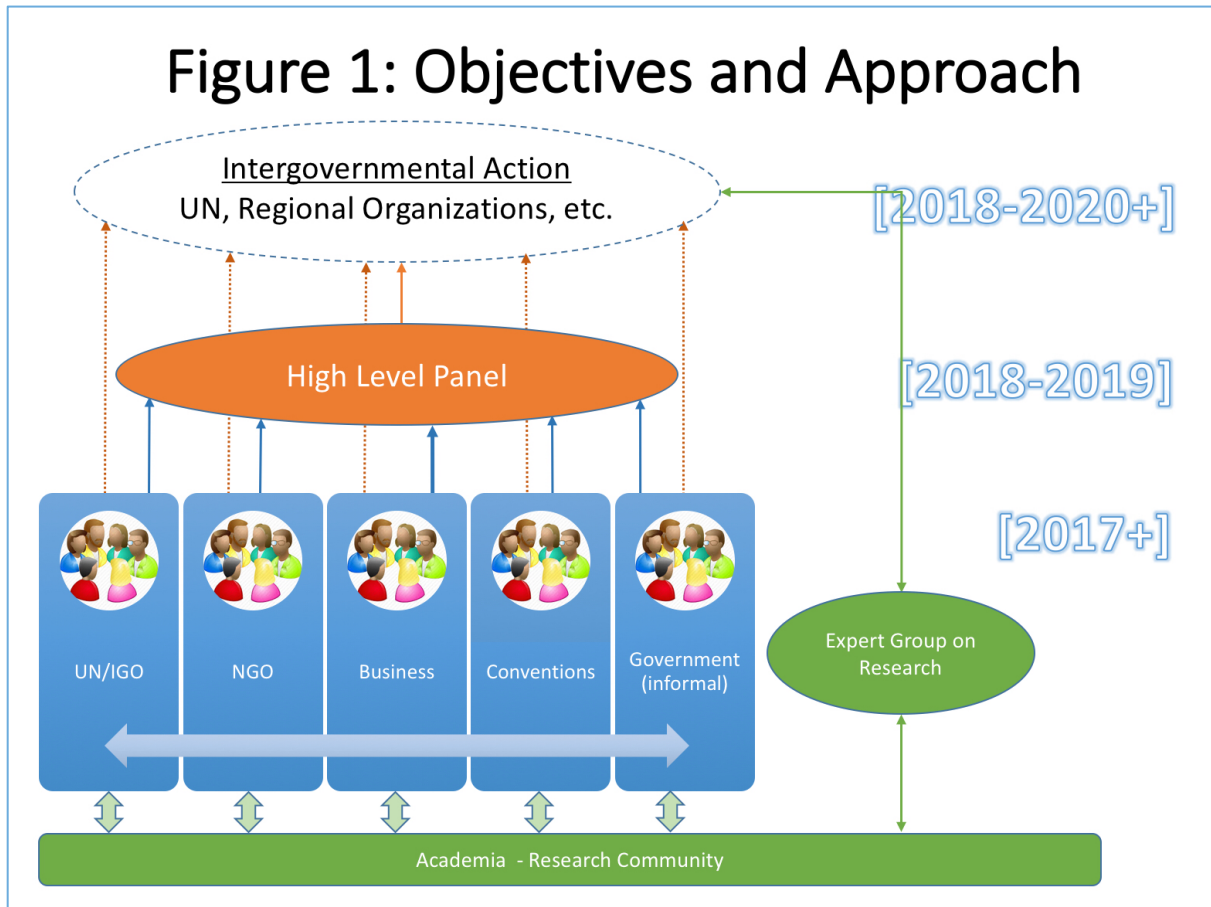 Figure 1: Objectives and Approach
Intergovernmental Action
UN, Regional Organizations, etc.
[2018-2020+]
High Level Panel
[2018-2019]
[2017+]
UN/IGO
NGO
Business
Conventions
Government
(informal)
Expert Group on
Research
Academia - Research Community